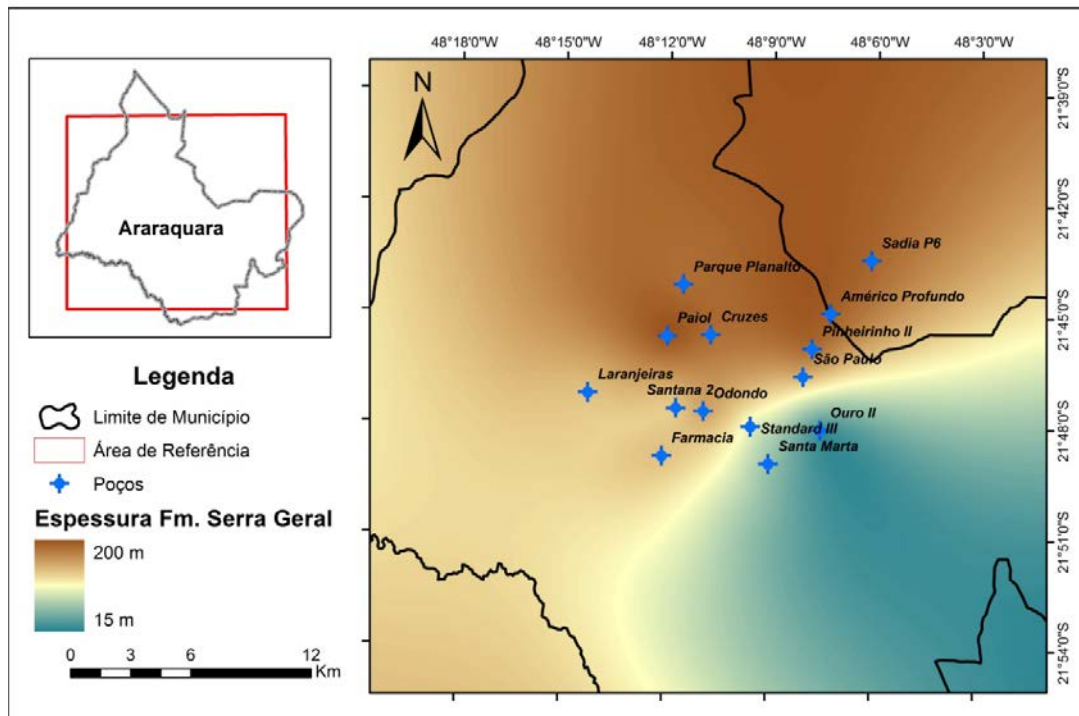 48°18'0"W
48°15'0"W
48°12'0"W
48°9'0"W
48°6'0"W
48°3'0"W
N
Araraquara
Legenda
Limite de Município
Área de Referência
Poços
Espessura Fm. Serra Geral
200 m
15 m
0 3 6 12
Km
Sadia P6
Parque Planalto
Américo Profundo
Paiol
Cruzes
Pinheirinho II
São Paulo
Laranjeiras
Santana 2
Odondo
Ouro II
Farmacia
Standard III
Santa Marta
21°39'0"S
21°42'0"S
21°45'0"S
21°48'0"S
21°51'0"S
21°54'0"S